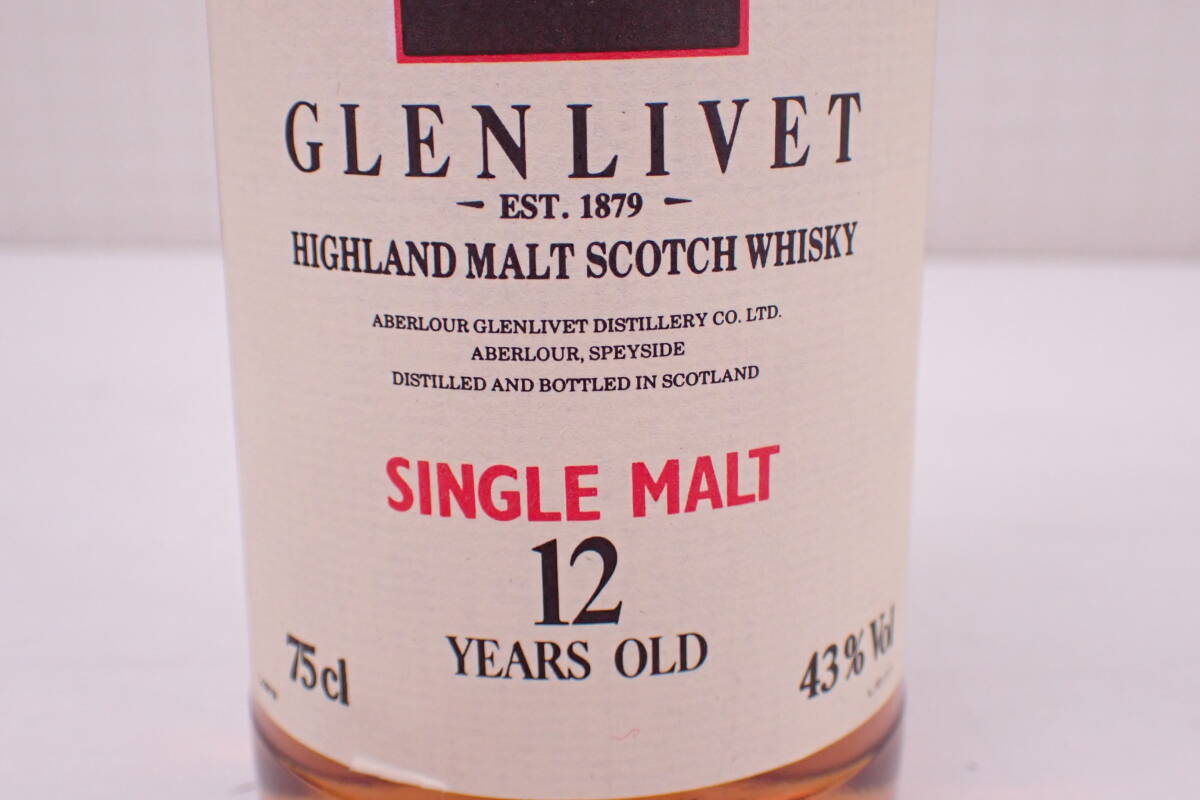 GLENLIVET
EST. 1879
HIGHLAND MALT SCOTCH WHISKY
ABERLOUR GLENLIVET DISTILLERY CO. LTD.
ABERLOUR, SPEYSIDE
DISTILLED AND BOTTLED IN SCOTLAND
SINGLE MALT
12
YEARS OLD
75cl
43% Vol